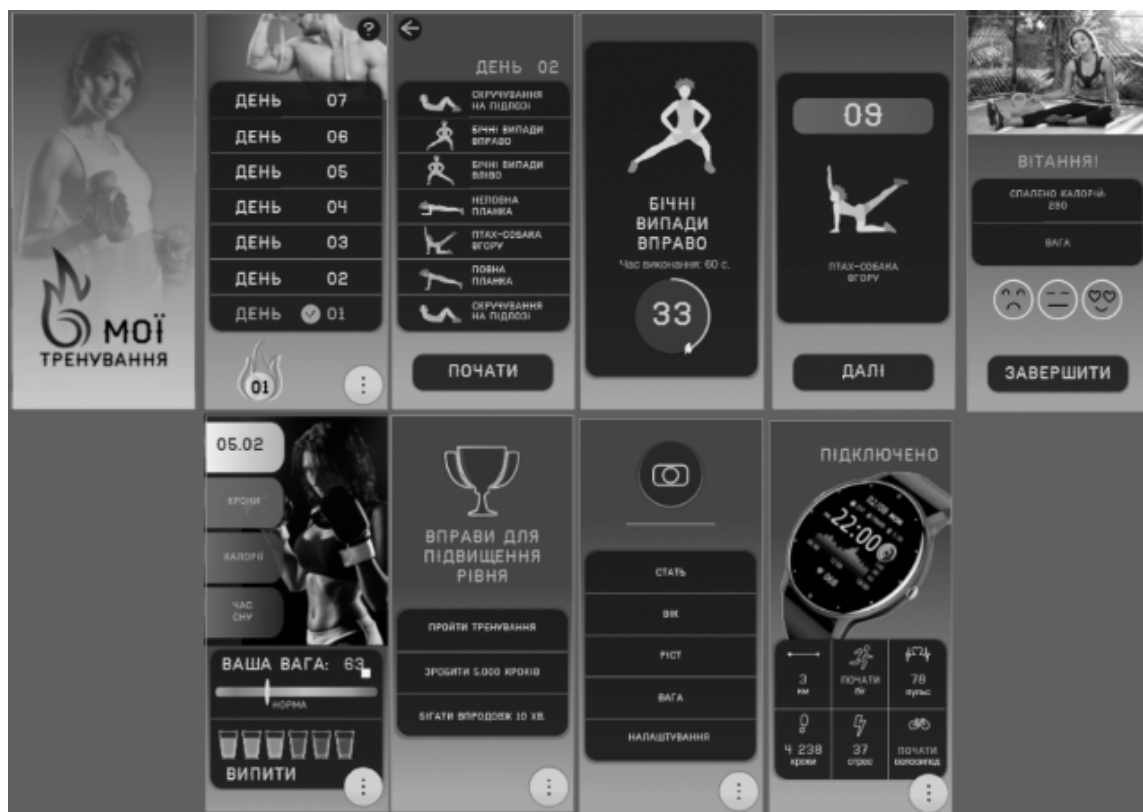 МОЇ
ТРЕНУВАННЯ
?
ДЕНЬ 07
ДЕНЬ 06
ДЕНЬ 05
ДЕНЬ 04
ДЕНЬ 03
ДЕНЬ 02
ДЕНЬ 01
01
ДЕНЬ 02
СКРУЧУВАННЯ
НА ПІДЛОЗІ
БІЧНІ ВИПАДИ
ВПРАВО
БІЧНІ ВИПАДИ
ВЛІВО
НЕПОВНА
ПЛАНКА
ПТАХ-СОБАКА
ВГОРУ
ПОВНА
ПЛАНКА
СКРУЧУВАННЯ
НА ПІДЛОЗІ
ПОЧАТИ
БІЧНІ
ВИПАДИ
ВПРАВО
Час виконання: 60 с.
33
09
ПТАХ-СОБАКА
ВГОРУ
ДАЛІ
ВІТАННЯ!
СПАЛЕНО КАЛОРІЙ:
280
ВАГА
ЗАВЕРШИТИ
05.02
КРОКИ
КАЛОРІЇ
ЧАС
СНУ
ВАША ВАГА: 63
НОРМА
ВИПИТИ
ВПРАВИ ДЛЯ
ПІДВИЩЕННЯ
РІВНЯ
ПРОЙТИ ТРЕНУВАННЯ
ЗРОБИТИ 5.000 КРОКІВ
БІГАТИ ВПРОДОВЖ 10 ХВ.
СТАТЬ
ВІК
РІСТ
ВАГА
НАЛАШТУВАННЯ
ПІДКЛЮЧЕНО
22:00
3
км
ПОЧАТИ
біг
78
пульс
4 238
кроки
37
стрес
ПОЧАТИ
велосипед